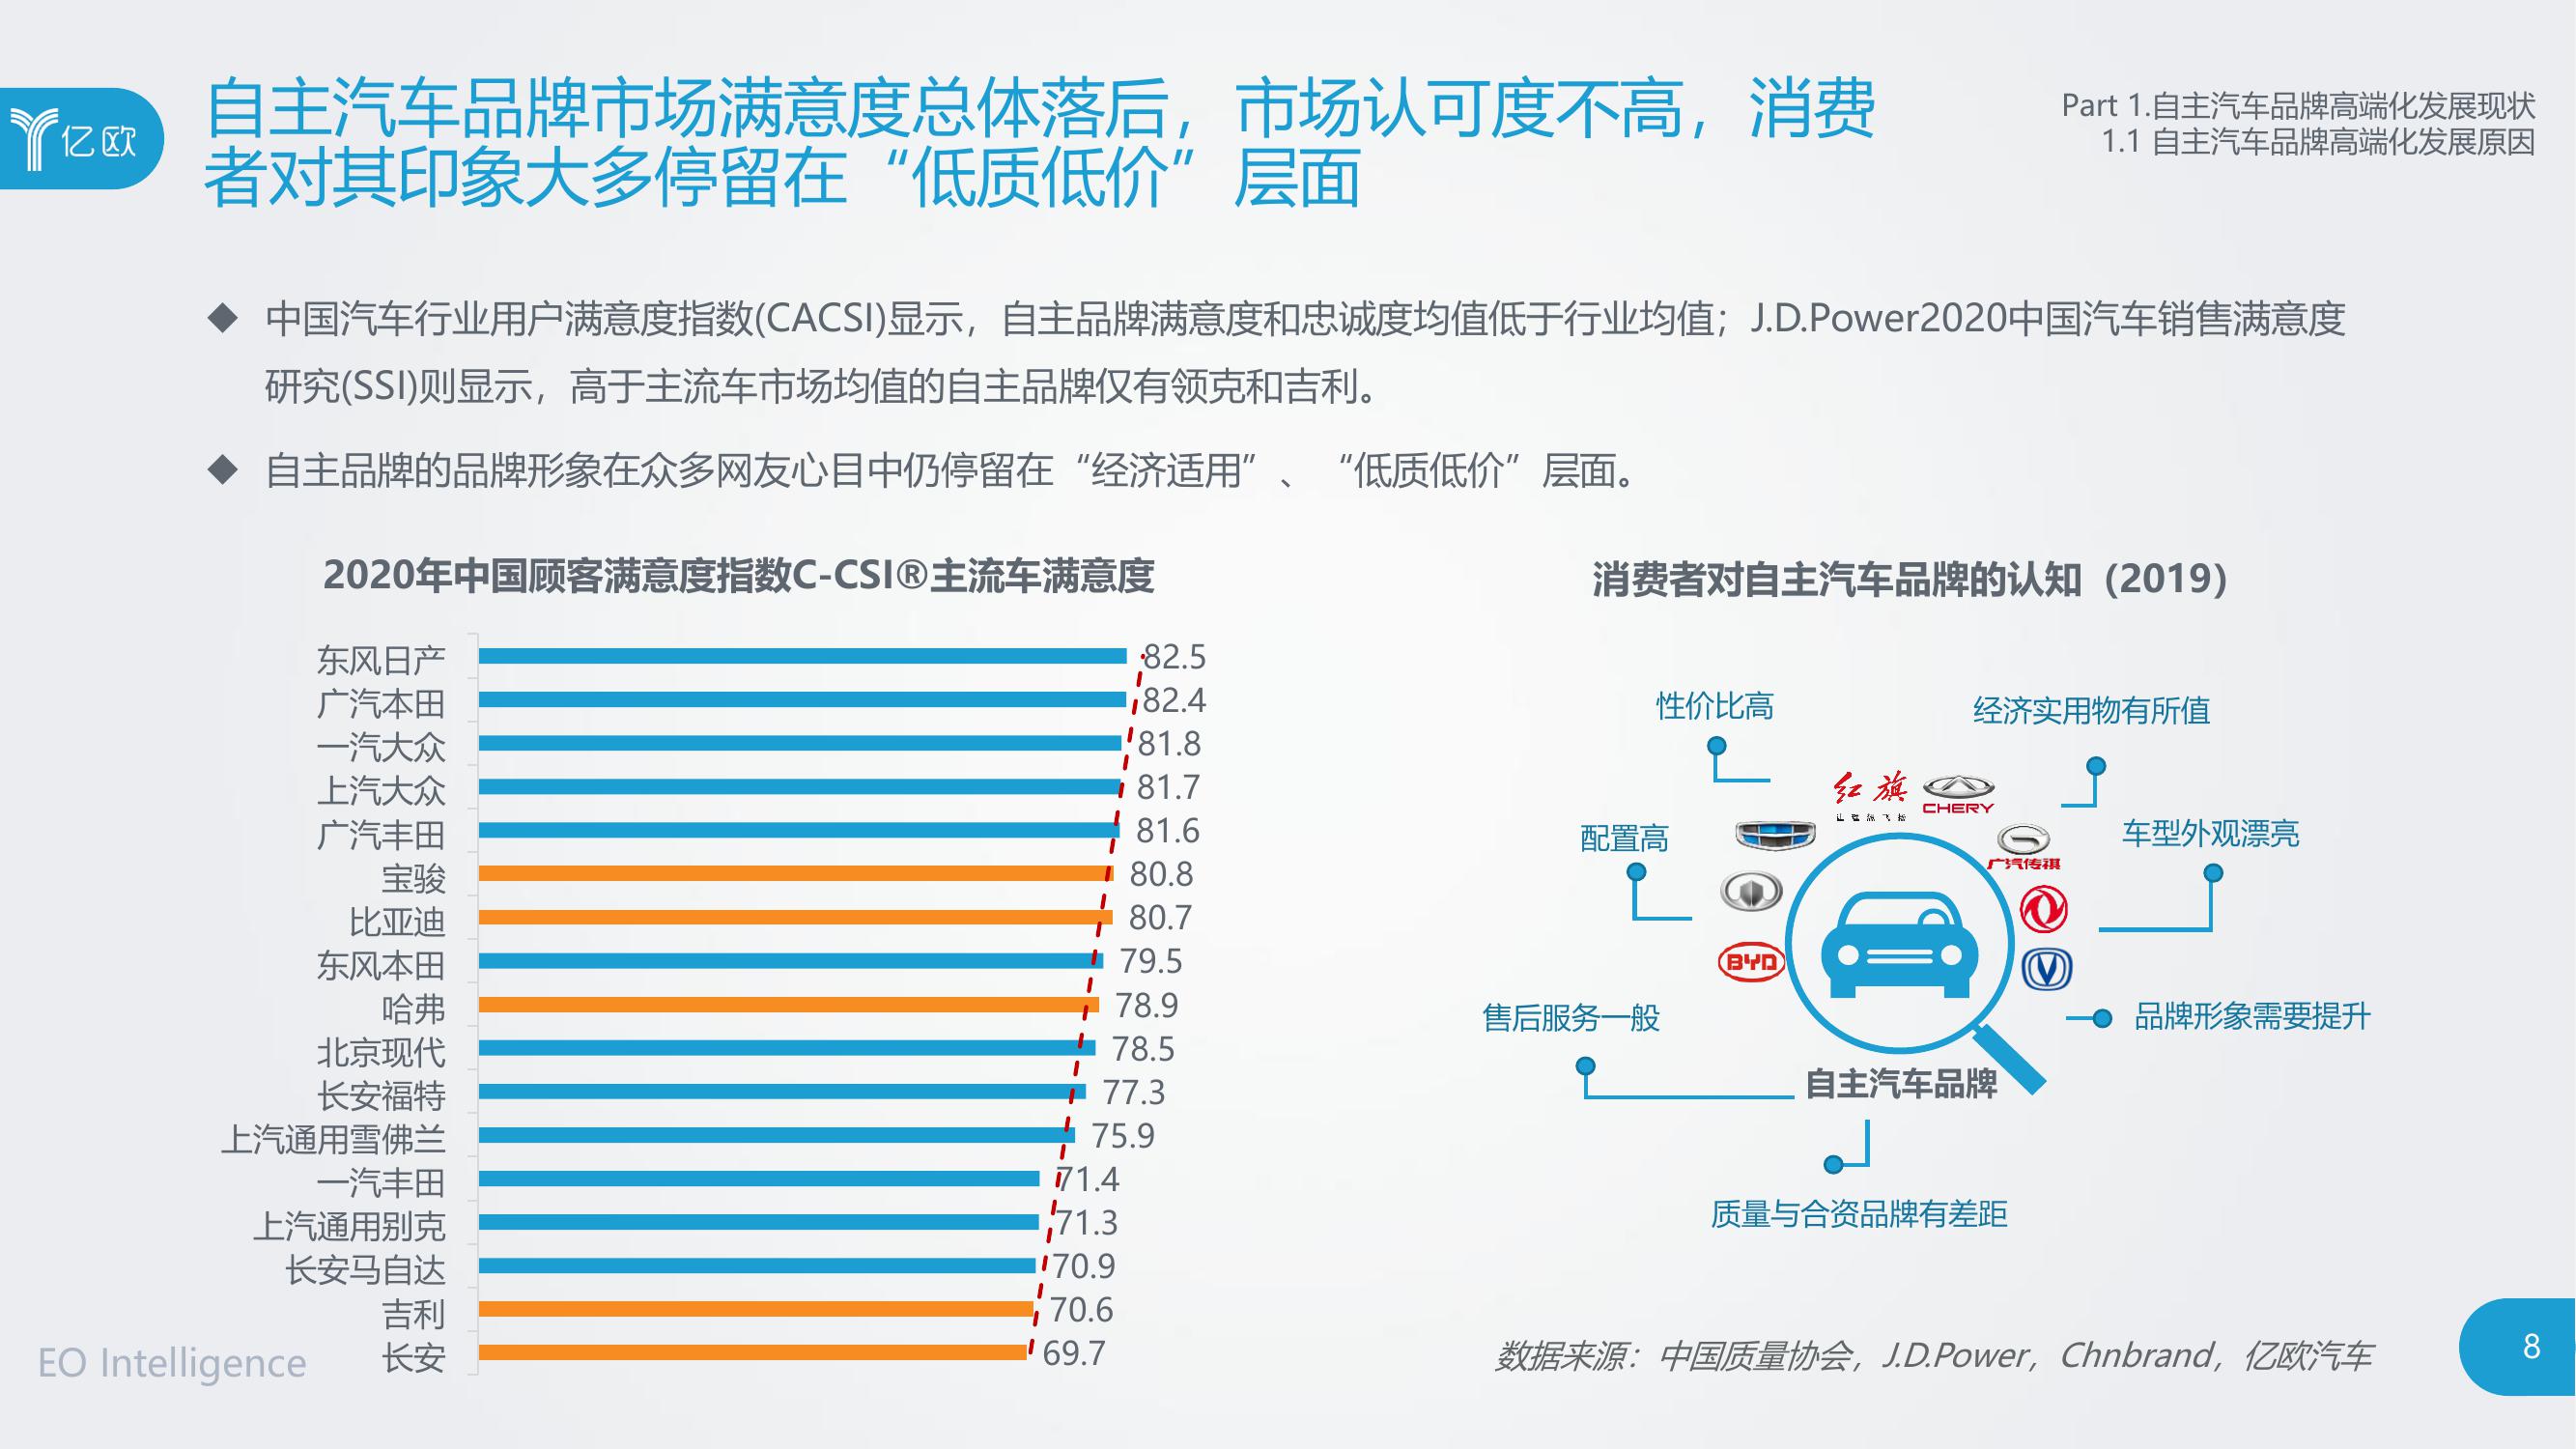 亿欧
自主汽车品牌市场满意度总体落后，市场认可度不高，消费
者对其印象大多停留在“低质低价”层面
Part 1.自主汽车品牌高端化发展现状
1.1 自主汽车品牌高端化发展原因
中国汽车行业用户满意度指数(CACSI)显示，自主品牌满意度和忠诚度均值低于行业均值；J.D.Power2020中国汽车销售满意度
研究(SSI)则显示，高于主流车市场均值的自主品牌仅有领克和吉利。
自主品牌的品牌形象在众多网友心目中仍停留在“经济适用”、“低质低价”层面。
2020年中国顾客满意度指数C-CSI®主流车满意度
东风日产 82.5
广汽本田 82.4
一汽大众 81.8
上汽大众 81.7
广汽丰田 81.6
宝骏 80.8
比亚迪 80.7
东风本田 79.5
哈弗 78.9
北京现代 78.5
长安福特 77.3
上汽通用雪佛兰 75.9
一汽丰田 71.4
上汽通用别克 71.3
长安马自达 70.9
吉利 70.6
长安 69.7
消费者对自主汽车品牌的认知（2019）
性价比高
经济实用物有所值
红旗
CHERY
配置高
车型外观漂亮
广汽传祺
BYD
售后服务一般
品牌形象需要提升
自主汽车品牌
质量与合资品牌有差距
EO Intelligence
数据来源：中国质量协会，J.D.Power，Chnbrand，亿欧汽车
8